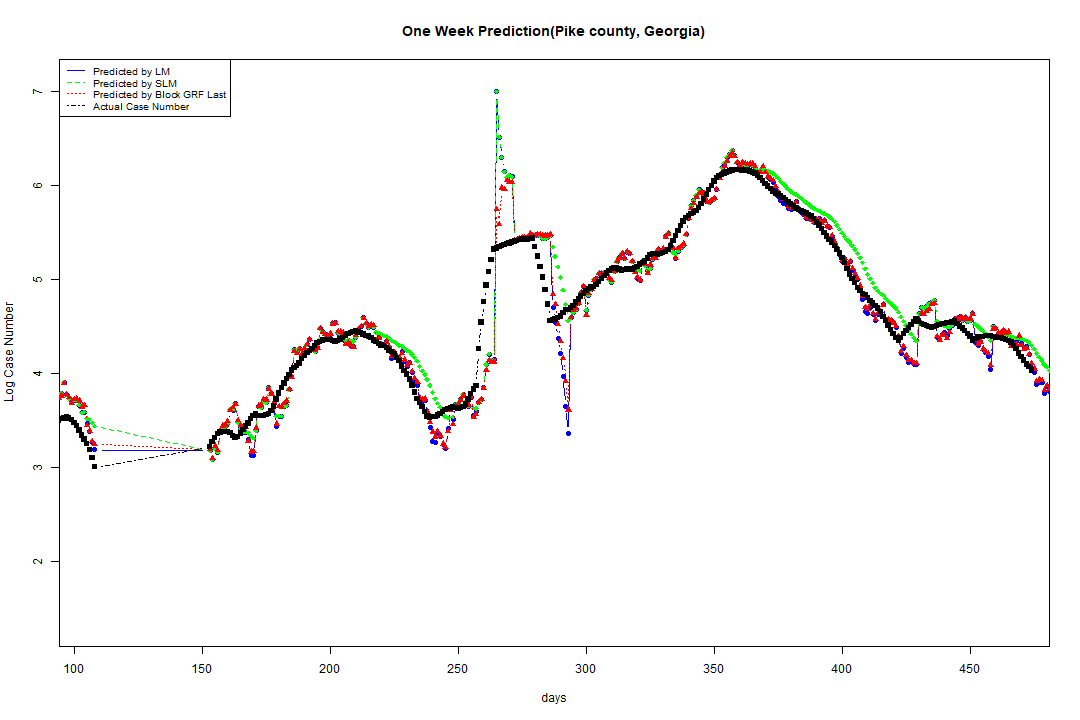 One Week Prediction(Pike county, Georgia)
Predicted by LM
Predicted by SLM
Predicted by Block GRF Last
Actual Case Number
7
6
5
4
3
2
Log Case Number
100 150 200 250 300 350 400 450
days